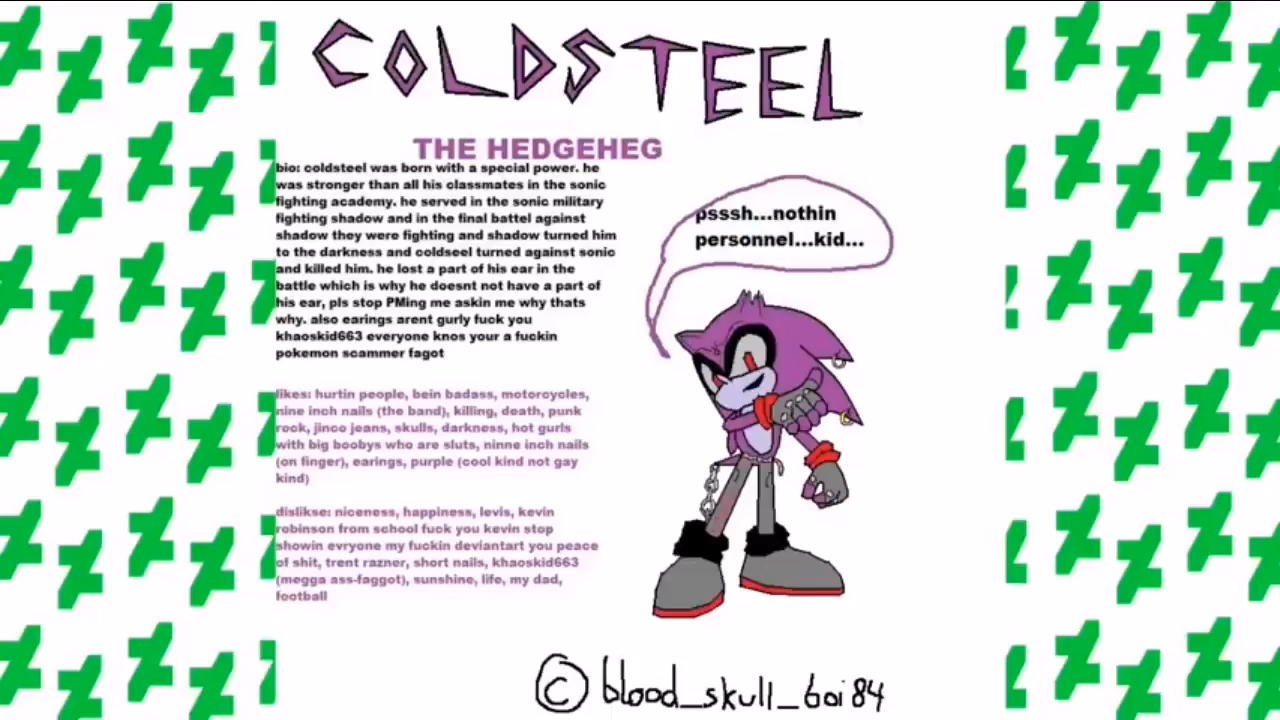 COLDSTEEL
THE HEDGEHEG
bio: coldsteel was born with a special power. he
was stronger than all his classmates in the sonic
fighting academy. he served in the sonic military
fighting shadow and in the final battel against
shadow they were fighting and shadow turned him
to the darkness and coldseel turned against sonic
and killed him. he lost a part of his ear in the
battle which is why he doesnt not have a part of
his ear, pls stop PMing me askin me why thats
why. also earings arent gurly fuck you
khaoskid663 everyone knos your a fuckin
pokemon scammer fagot
psssh...nothin
personnel...kid...
likes: hurtin people, bein badass, motorcycles,
nine inch nails (the band), killing, death, punk
rock, jinco jeans, skulls, darkness, hot gurls
with big boobys who are sluts, ninne inch nails
(on finger), earings, purple (cool kind not gay
kind)
dislikse: niceness, happiness, levis, kevin
robinson from school fuck you kevin stop
showin evryone my fuckin deviantart you peace
of shit, trent razner, short nails, khaoskid663
(megga ass-faggot), sunshine, life, my dad,
football
© blood_skull_boi84